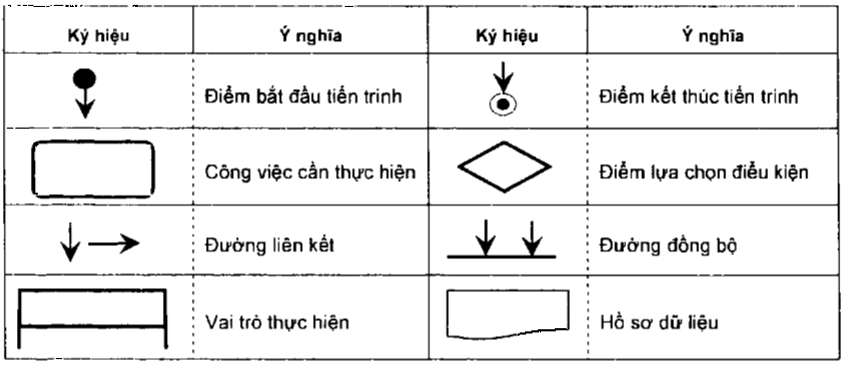 Ký hiệu Ý nghĩa Ký hiệu Ý nghĩa
Điểm bắt đầu tiến trinh Điểm kết thúc tiến trinh
Công việc cần thực hiện Điểm lựa chọn điều kiện
Đường liên kết Đường đồng bộ
Vai trò thực hiện Hồ sơ dữ liệu